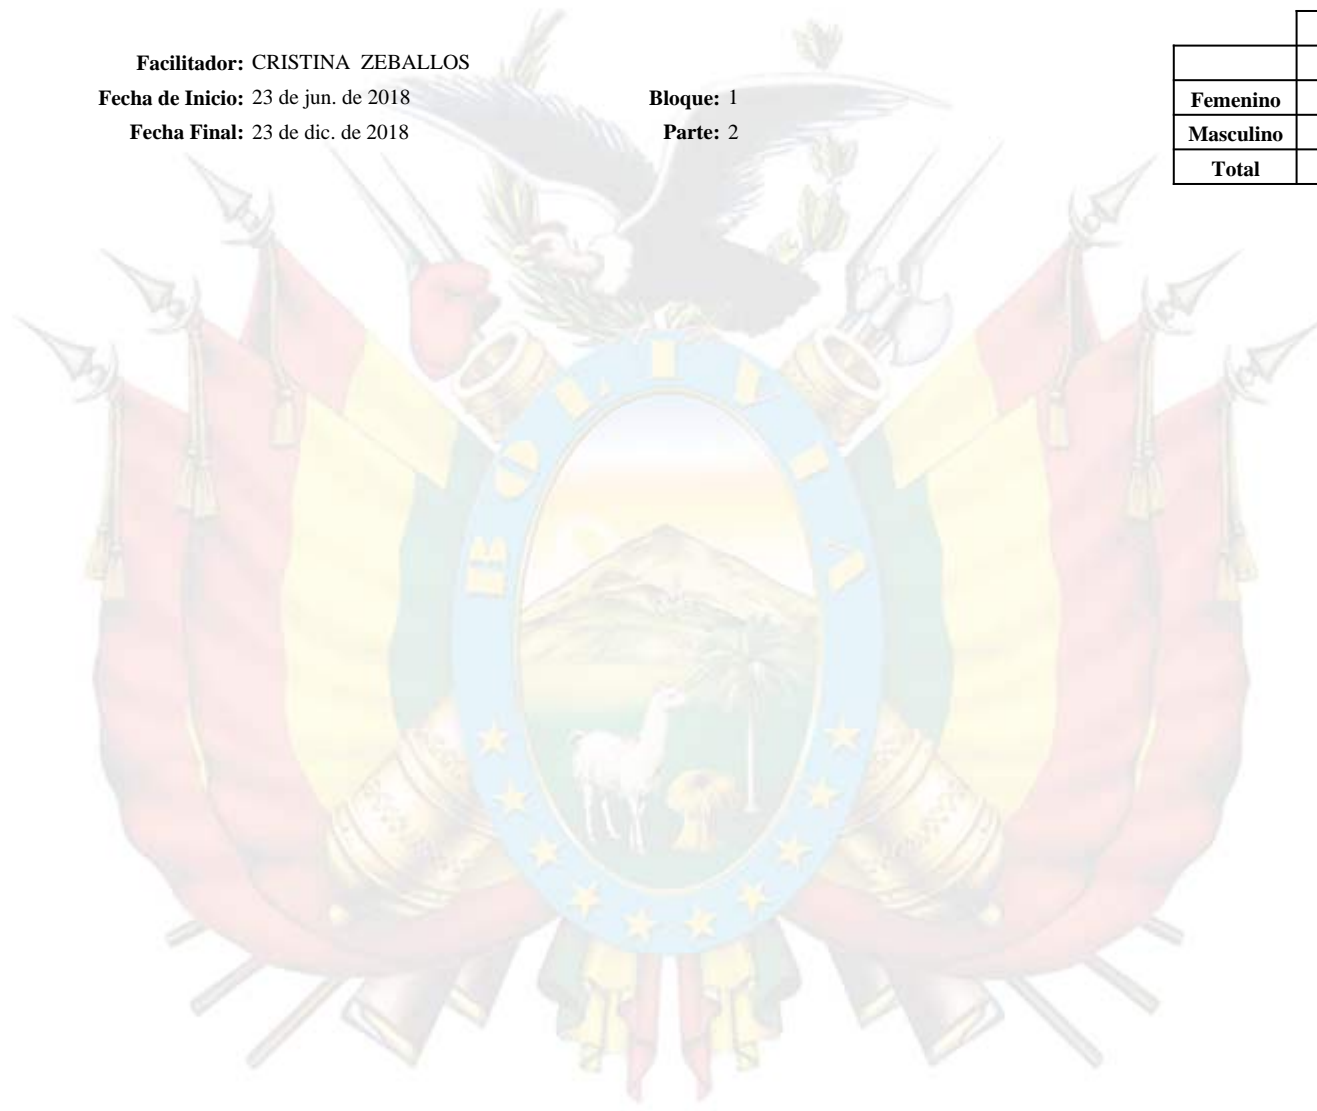 Facilitador: CRISTINA ZEBALLOS
Fecha de Inicio: 23 de jun. de 2018 Bloque: 1
Fecha Final: 23 de dic. de 2018 Parte: 2
Femenino
Masculino
Total
BOLIVIA